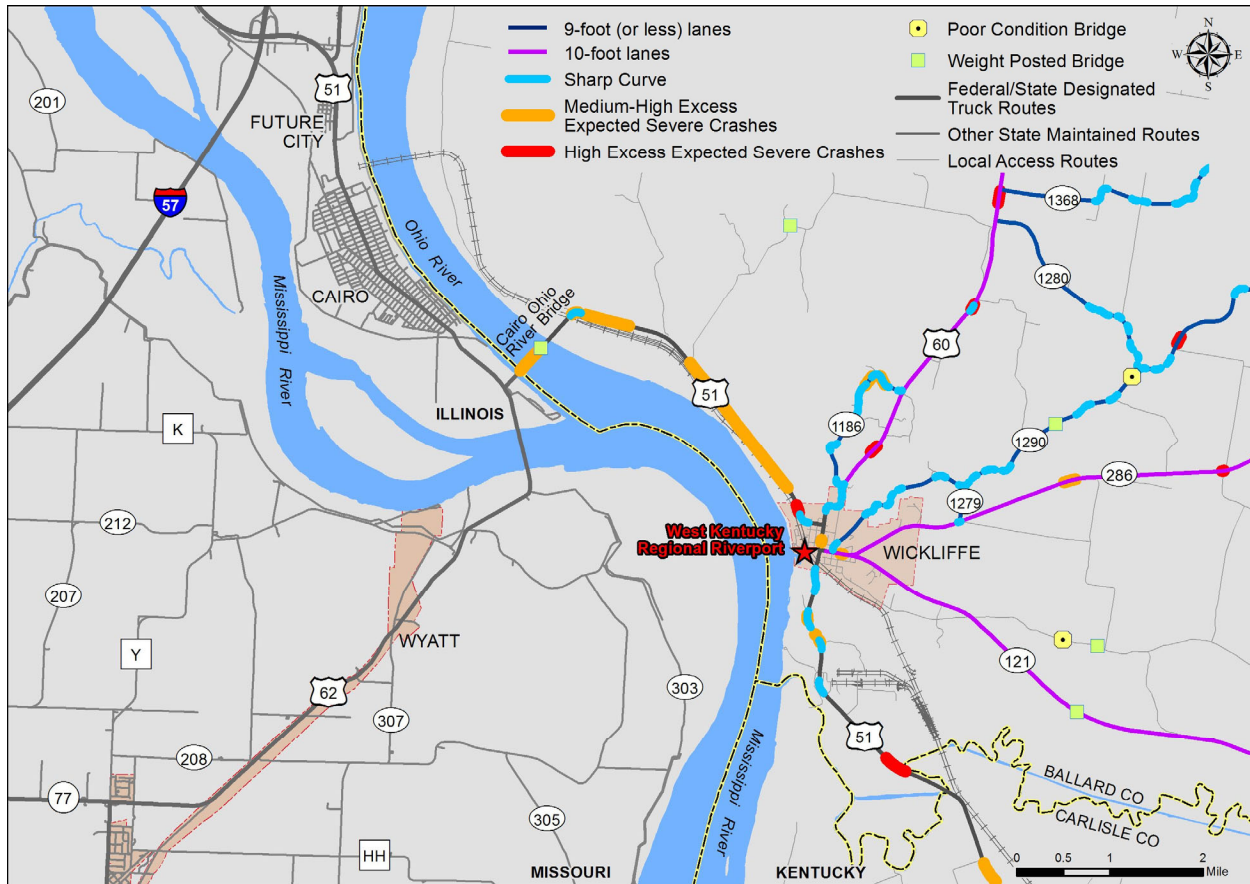 9-foot (or less) lanes
10-foot lanes
Sharp Curve
Medium-High Excess
Expected Severe Crashes
High Excess Expected Severe Crashes
Poor Condition Bridge
Weight Posted Bridge
Federal/State Designated
Truck Routes
Other State Maintained Routes
Local Access Routes
N
W
E
S
201
51
FUTURE
CITY
57
CAIRO
Ohio River
Mississippi River
Cairo Ohio
River Bridge
ILLINOIS
K
51
1368
1280
60
1186
1290
1279
286
West Kentucky
Regional Riverport
WICKLIFFE
212
207
Y
WYATT
62
307
303
208
77
305
HH
MISSOURI
Mississippi River
KENTUCKY
121
51
BALLARD CO
CARLISLE CO
0 0.5 1 2
Mile